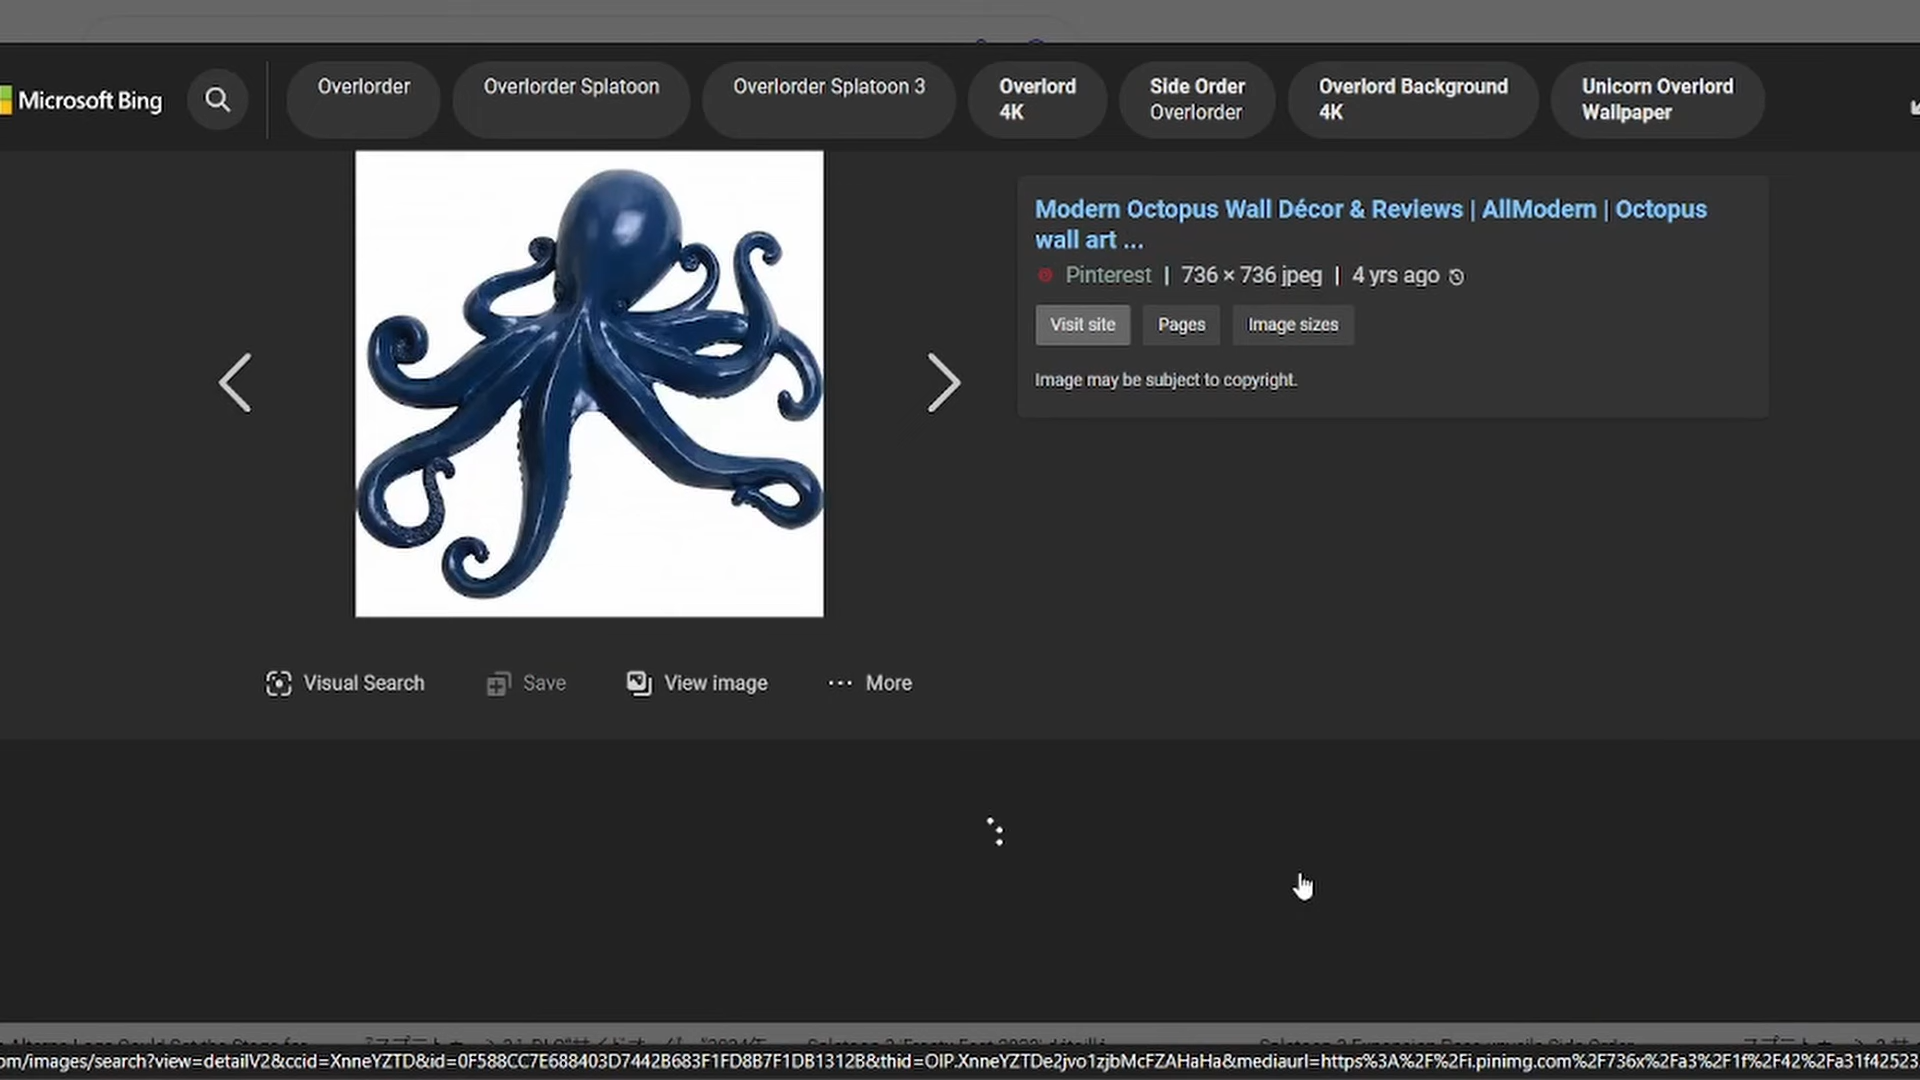 Microsoft Bing
Overlorder
Overlorder Splatoon
Overlorder Splatoon 3
Overlord
4K
Side Order
Overlorder
Overlord Background
4K
Unicorn Overlord
Wallpaper
Modern Octopus Wall Décor & Reviews | AllModern | Octopus
wall art ...
Pinterest | 736 × 736 jpeg | 4 yrs ago
Visit site
Pages
Image sizes
Image may be subject to copyright.
Visual Search
Save
View image
More
om/images/search?view=detailV2&ccid=XnneYZTD&id=0F588CC7E688403D7442B683F1FD8B7F1DB1312B&thid=OIP.XnneYZTDe2jvo1zjbMcFZAHaHa&mediaurl=https%3A%2F%2Fi.pinimg.com%2F736x%2Fa3%2F1f%2F42%2Fa31f42523